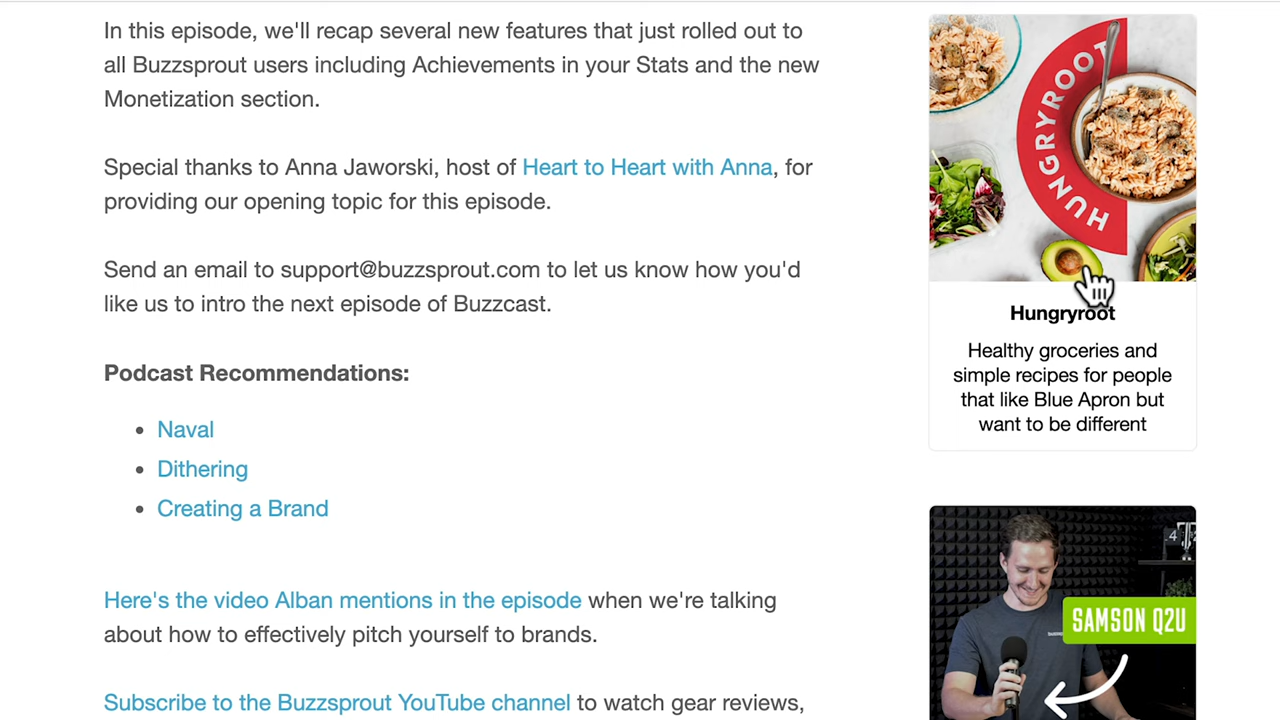 In this episode, we'll recap several new features that just rolled out to
all Buzzsprout users including Achievements in your Stats and the new
Monetization section.
Special thanks to Anna Jaworski, host of Heart to Heart with Anna, for
providing our opening topic for this episode.
Send an email to support@buzzsprout.com to let us know how you'd
like us to intro the next episode of Buzzcast.
Podcast Recommendations:
• Naval
• Dithering
• Creating a Brand
Here's the video Alban mentions in the episode when we're talking
about how to effectively pitch yourself to brands.
Subscribe to the Buzzsprout YouTube channel to watch gear reviews,
HUNGRYROOT
Hungryroot
Healthy groceries and
simple recipes for people
that like Blue Apron but
want to be different
SAMSON Q2U